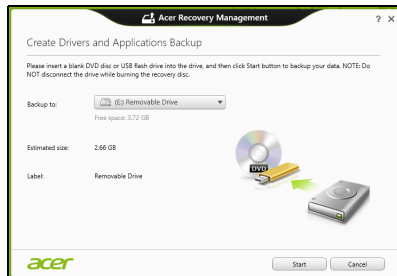 Acer Recovery Management
? X
Create Drivers and Applications Backup
Please insert a blank DVD disc or USB flash drive into the drive, and then click Start button to backup your data. NOTE: Do
NOT disconnect the drive while burning the recovery disc.
Backup to: (E:) Removable Drive
Free space: 3.72 GB
Estimated size: 2.66 GB
DVD
Label: Removable Drive
acer Start Cancel